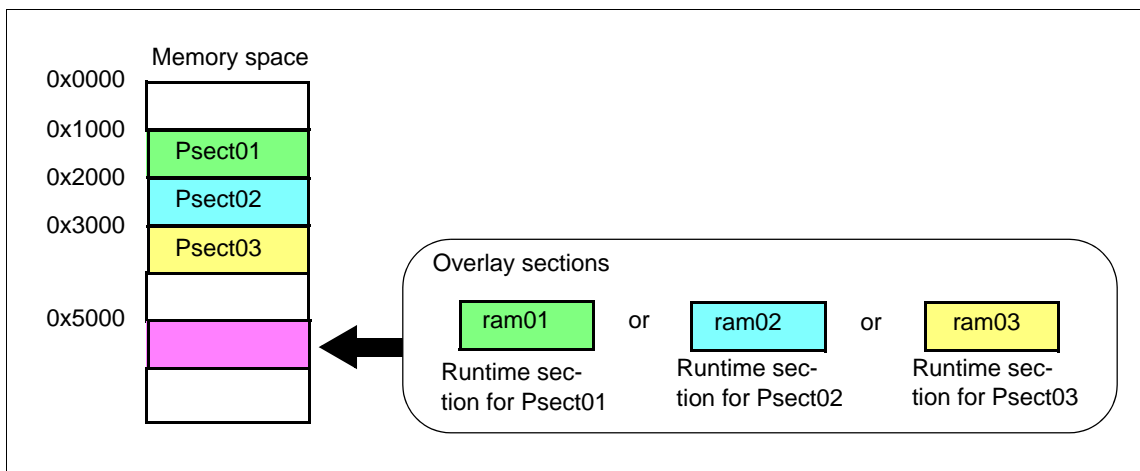 Memory space
0x0000
0x1000
Psect01
0x2000
Psect02
0x3000
Psect03
0x5000
Overlay sections
ram01 or ram02 or ram03
Runtime sec-
tion for Psect01
Runtime sec-
tion for Psect02
Runtime sec-
tion for Psect03